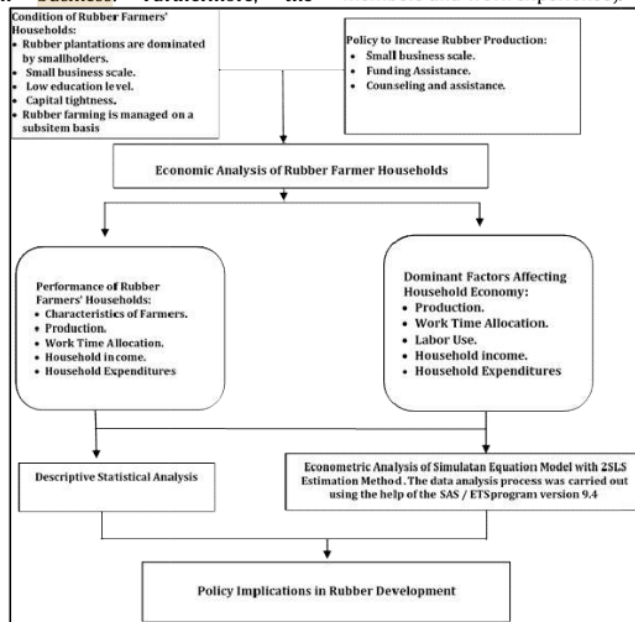 business. Furthermore, the
Condition of Rubber Farmers'
Households:
• Rubber plantations are dominated
by smallholders.
• Small business scale.
• Low education level.
• Capital tightness.
• Rubber farming is managed on a
subsitem basis
Policy to Increase Rubber Production:
• Small business scale.
• Funding Assistance.
• Counseling and assistance.
Economic Analysis of Rubber Farmer Households
Performance of Rubber
Farmers' Households:
• Characteristics of Farmers.
• Production.
• Work Time Allocation.
• Household income.
• Household Expenditures
Dominant Factors Affecting
Household Economy:
• Production.
• Work Time Allocation.
• Labor Use.
• Household income.
• Household Expenditures
Descriptive Statistical Analysis
Econometric Analysis of Simulatan Equation Model with 2SLS
Estimation Method. The data analysis process was carried out
using the help of the SAS / ETSprogram version 9.4
Policy Implications in Rubber Development